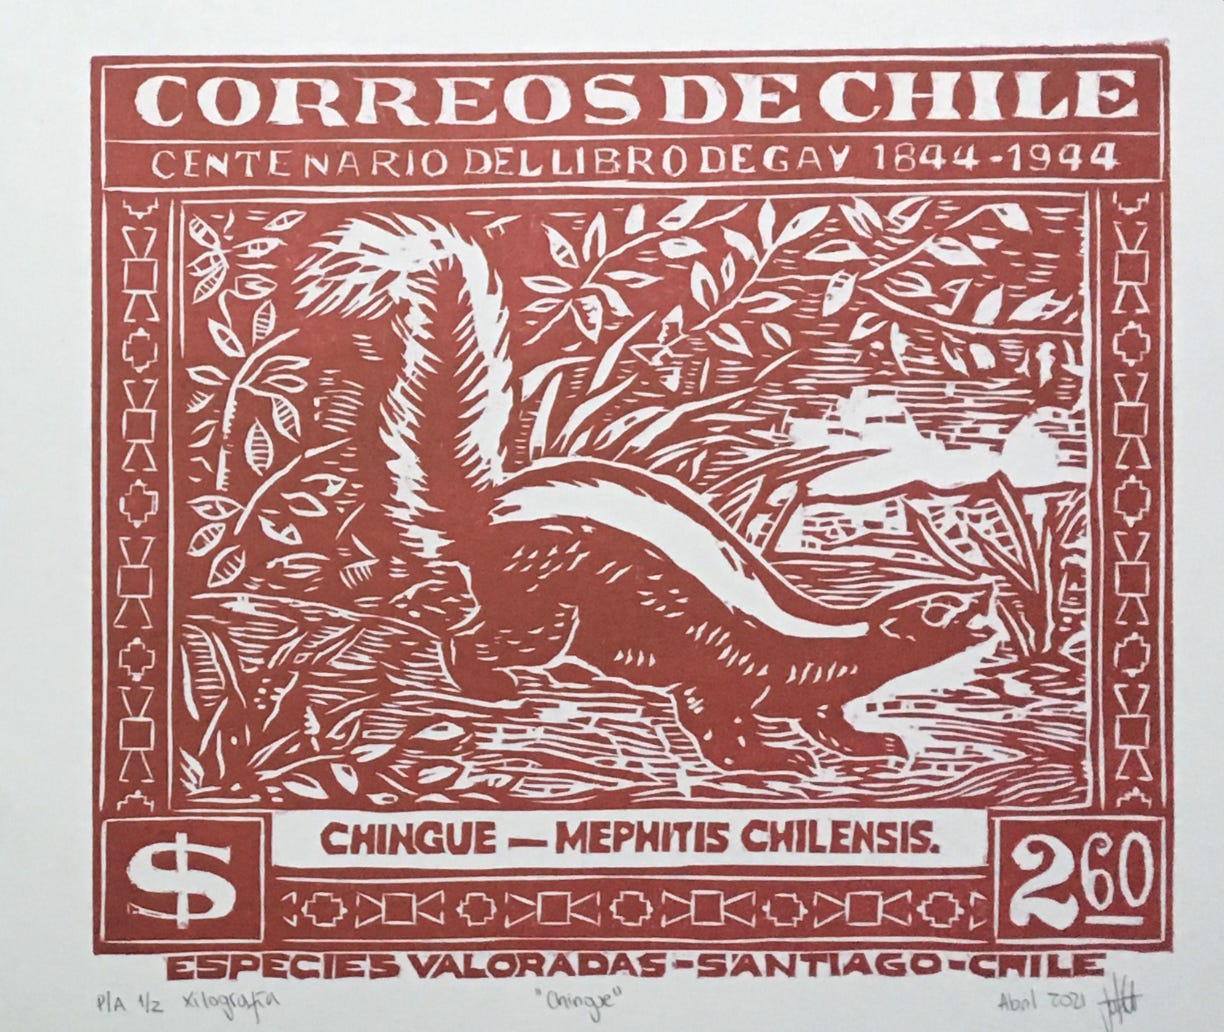 CORREOS DE CHILE
CENTENARIO DEL LIBRO DE GAY 1844-1944
CHINGUE — MEPHITIS CHILENSIS.
$ 2 60
ESPECIES VALORADAS-SANTIAGO-CHILE
P/A 1/2 xilografía "Chingue" Abril 2021